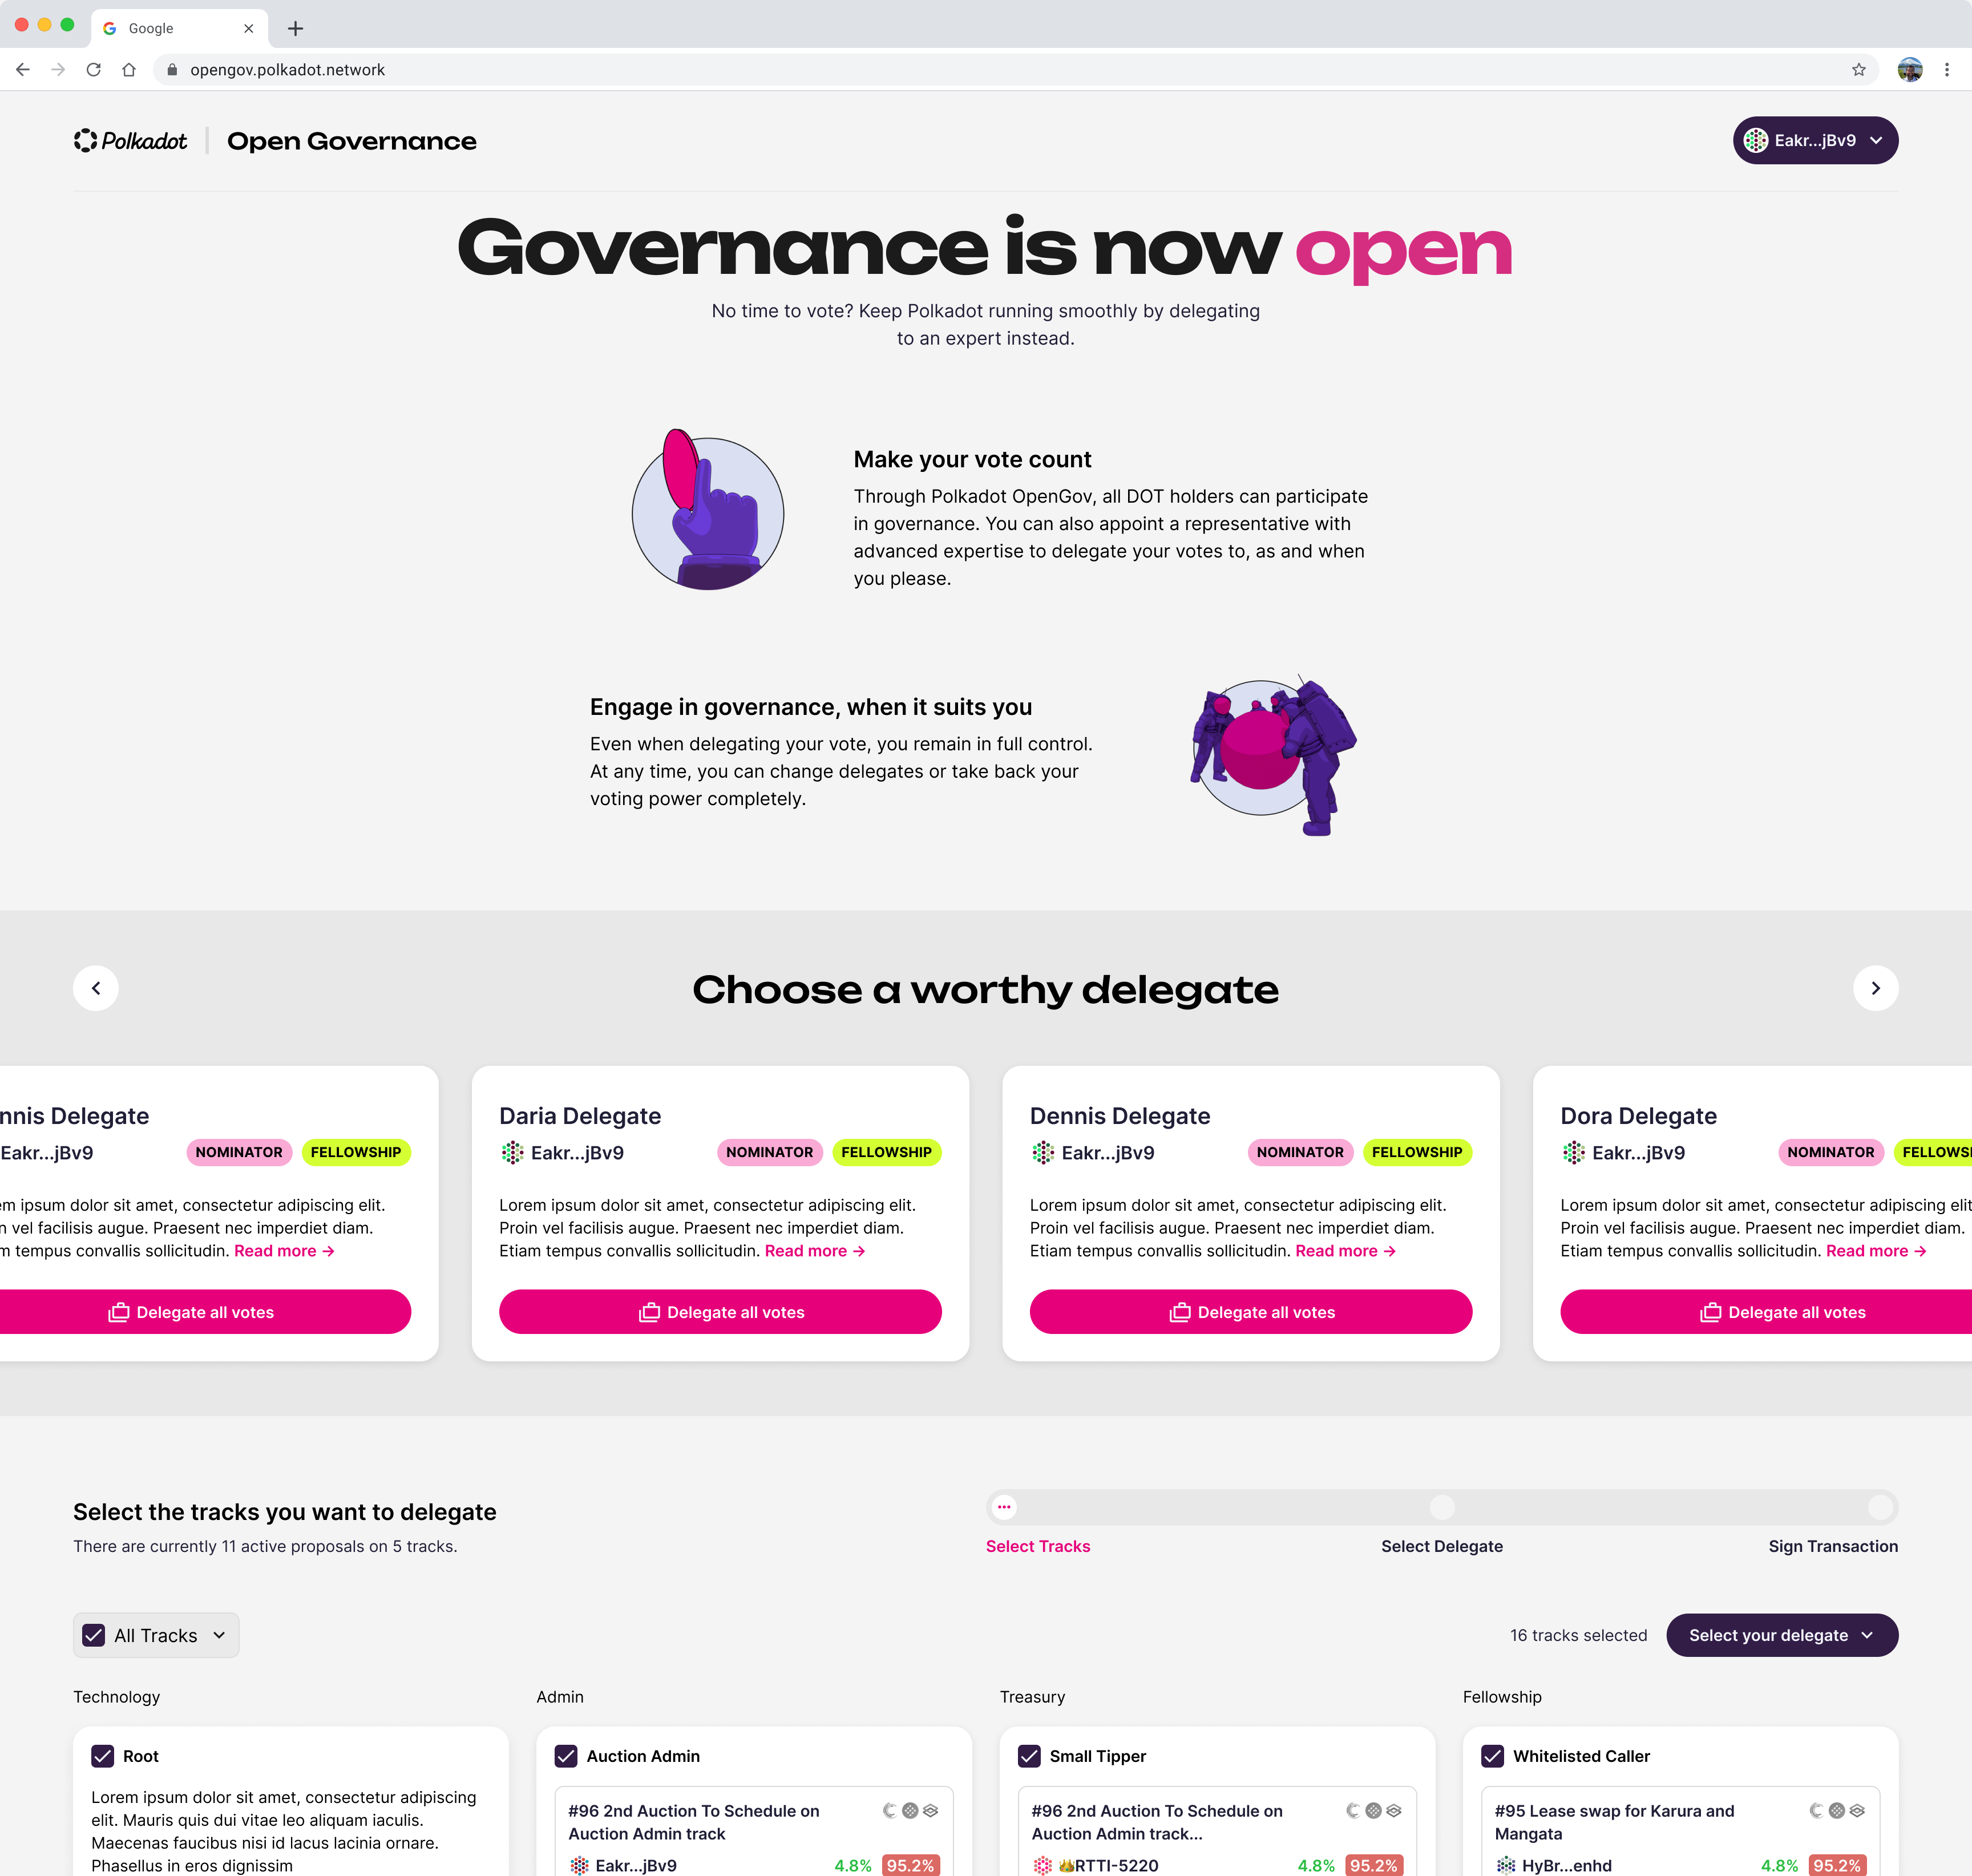 Google
opengov.polkadot.network
Polkadot
Open Governance
Eakr...jBv9
Governance is now open
No time to vote? Keep Polkadot running smoothly by delegating
to an expert instead.
Make your vote count
Through Polkadot OpenGov, all DOT holders can participate
in governance. You can also appoint a representative with
advanced expertise to delegate your votes to, as and when
you please.
Engage in governance, when it suits you
Even when delegating your vote, you remain in full control.
At any time, you can change delegates or take back your
voting power completely.
Choose a worthy delegate
nnis Delegate
Eakr...jBv9
NOMINATOR
FELLOWSHIP
em ipsum dolor sit amet, consectetur adipiscing elit.
n vel facilisis augue. Praesent nec imperdiet diam.
m tempus convallis sollicitudin. Read more →
Delegate all votes
Daria Delegate
Eakr...jBv9
NOMINATOR
FELLOWSHIP
Lorem ipsum dolor sit amet, consectetur adipiscing elit.
Proin vel facilisis augue. Praesent nec imperdiet diam.
Etiam tempus convallis sollicitudin. Read more →
Delegate all votes
Dennis Delegate
Eakr...jBv9
NOMINATOR
FELLOWSHIP
Lorem ipsum dolor sit amet, consectetur adipiscing elit.
Proin vel facilisis augue. Praesent nec imperdiet diam.
Etiam tempus convallis sollicitudin. Read more →
Delegate all votes
Dora Delegate
Eakr...jBv9
NOMINATOR
FELLOWS
Lorem ipsum dolor sit amet, consectetur adipiscing elit
Proin vel facilisis augue. Praesent nec imperdiet diam.
Etiam tempus convallis sollicitudin. Read more →
Delegate all votes
Select the tracks you want to delegate
There are currently 11 active proposals on 5 tracks.
Select Tracks
Select Delegate
Sign Transaction
All Tracks
16 tracks selected
Select your delegate
Technology
Root
Lorem ipsum dolor sit amet, consectetur adipiscing
elit. Mauris quis dui vitae leo aliquam iaculis.
Maecenas faucibus nisi id lacus lacinia ornare.
Phasellus in eros dignissim
Admin
Auction Admin
#96 2nd Auction To Schedule on
Auction Admin track
Eakr...jBv9
4.8%
95.2%
Treasury
Small Tipper
#96 2nd Auction To Schedule on
Auction Admin track...
👑RTTI-5220
4.8%
95.2%
Fellowship
Whitelisted Caller
#95 Lease swap for Karura and
Mangata
HyBr...enhd
4.8%
95.2%